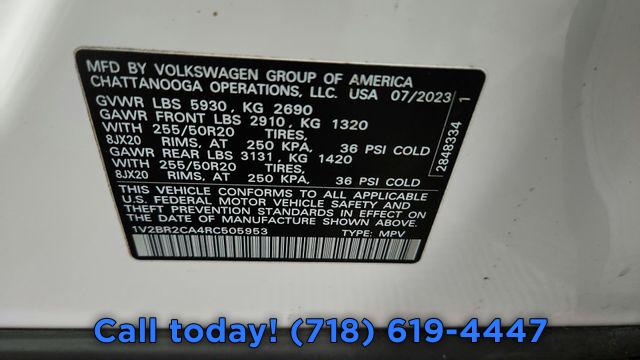 MFD BY VOLKSWAGEN GROUP OF AMERICA
CHATTANOOGA OPERATIONS, LLC. USA 07/2023
GVWR LBS 5930, KG 2690
GAWR FRONT LBS 2910, KG 1320
WITH 255/50R20 TIRES,
8JX20 RIMS, AT 250 KPA, 36 PSI COLD
GAWR REAR LBS 3131, KG 1420
WITH 255/50R20 TIRES,
8JX20 RIMS, AT 250 KPA, 36 PSI COLD
THIS VEHICLE CONFORMS TO ALL APPLICABLE
U.S. FEDERAL MOTOR VEHICLE SAFETY AND
THEFT PREVENTION STANDARDS IN EFFECT ON
THE DATE OF MANUFACTURE SHOWN ABOVE.
1V2BR2CA4RC505953 TYPE: MPV
2848334 1
Call today! (718) 619-4447